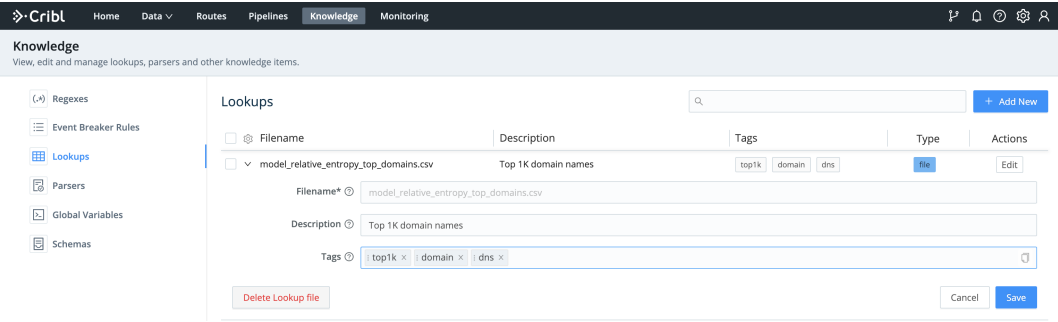 Cribl Home Data Routes Pipelines Knowledge Monitoring
Knowledge
View, edit and manage lookups, parsers and other knowledge items.
(.*) Regexes
Event Breaker Rules
Lookups
Parsers
Global Variables
Schemas
Lookups
+ Add New
Filename Description Tags Type Actions
model_relative_entropy_top_domains.csv Top 1K domain names top1k domain dns file Edit
Filename* model_relative_entropy_top_domains.csv
Description Top 1K domain names
Tags top1k × domain × dns ×
Delete Lookup file Cancel Save